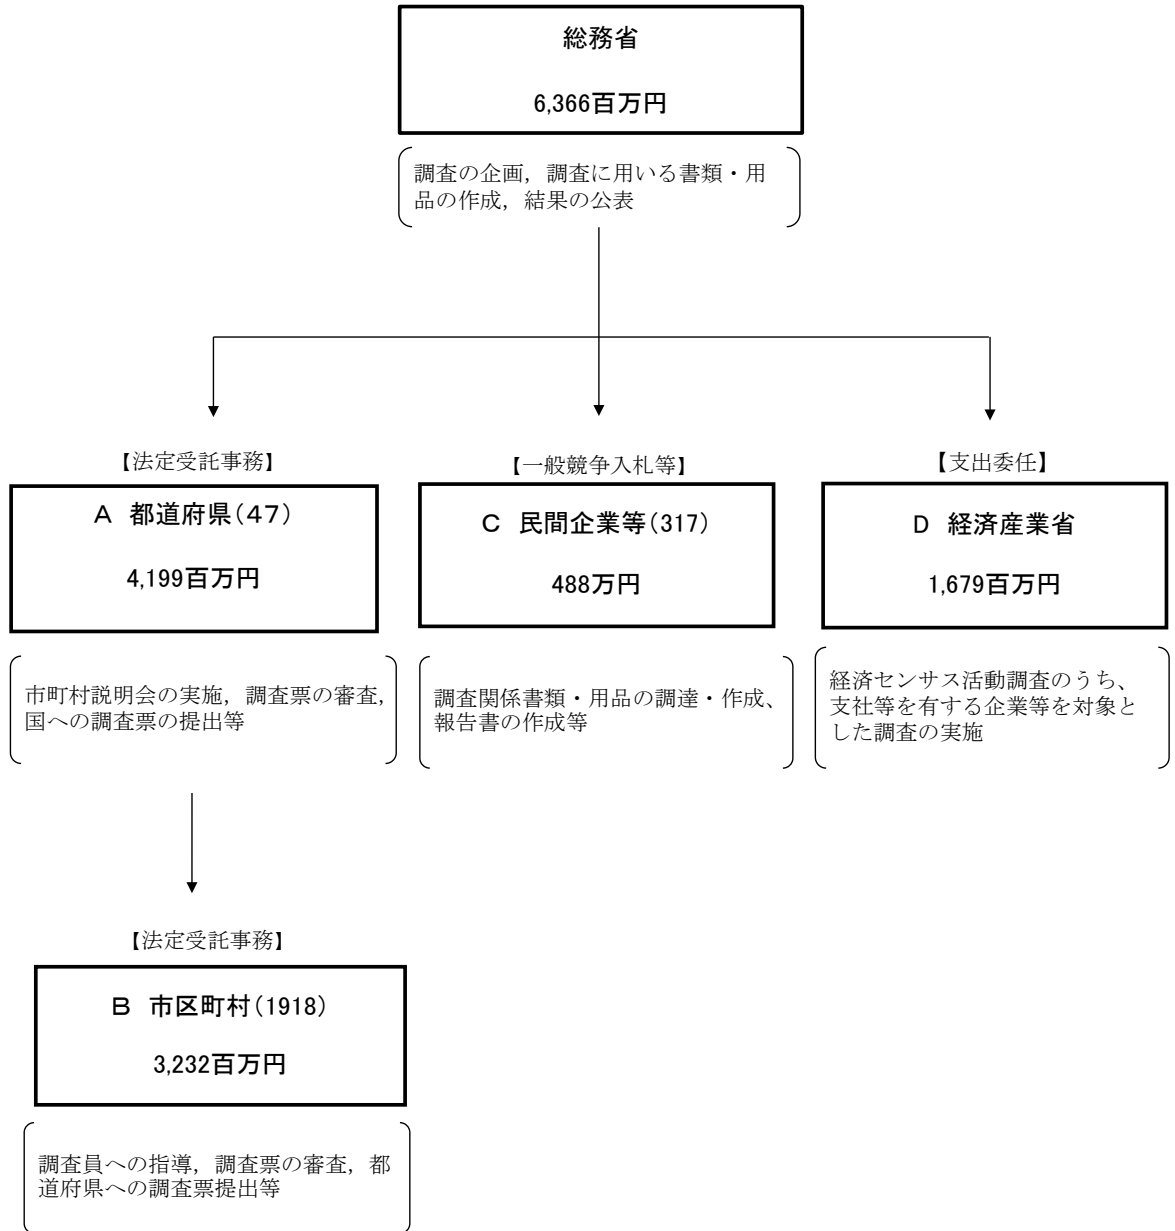 総務省
6,366百万円
調査の企画，調査に用いる書類・用
品の作成，結果の公表
【法定受託事務】
A 都道府県(47)
4,199百万円
市町村説明会の実施，調査票の審査，
国への調査票の提出等
【一般競争入札等】
C 民間企業等(317)
488万円
調査関係書類・用品の調達・作成、
報告書の作成等
【支出委任】
D 経済産業省
1,679百万円
経済センサス活動調査のうち、
支社等を有する企業等を対象と
した調査の実施
【法定受託事務】
B 市区町村(1918)
3,232百万円
調査員への指導，調査票の審査，都
道府県への調査票提出等